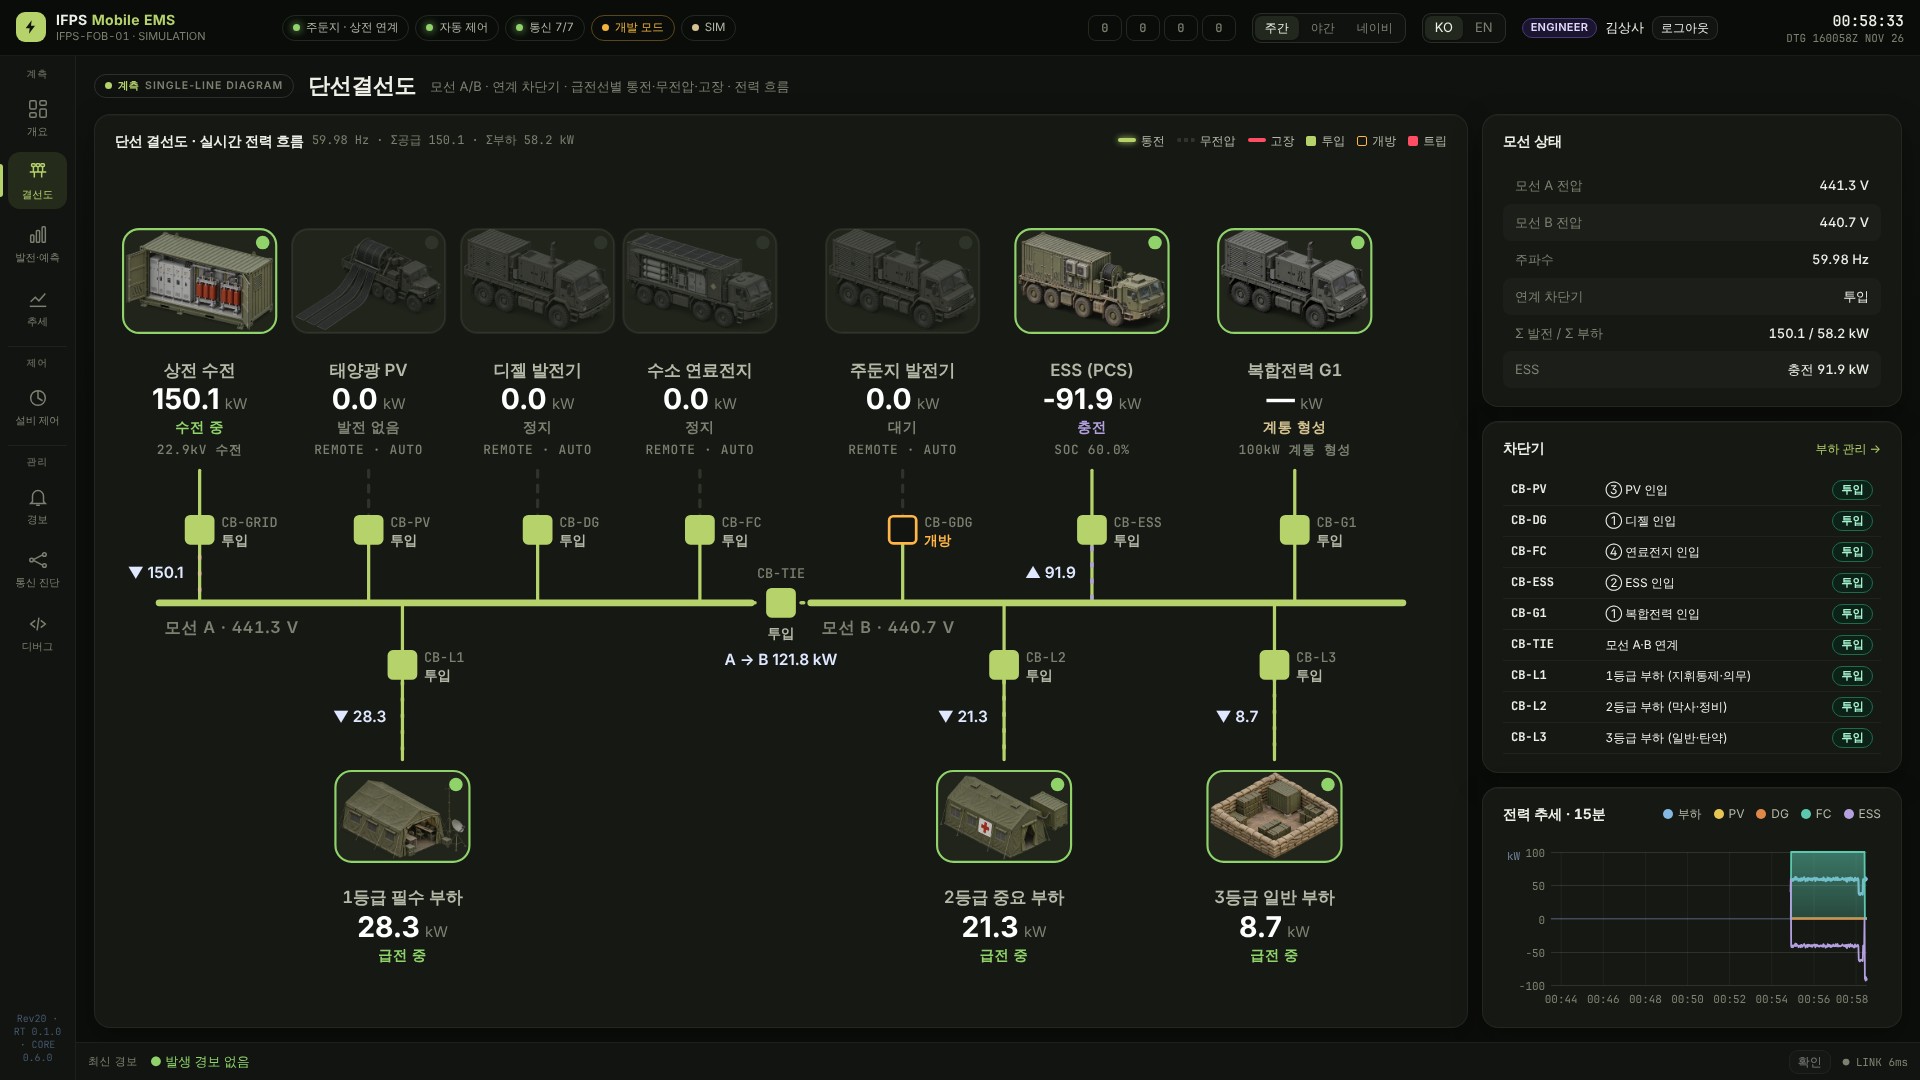 IFPS Mobile EMS
IFPS-FOB-01 · SIMULATION
주둔지 · 상전 연계
자동 제어
통신 7/7
개발 모드
SIM
0 0 0 0
주간 야간 네이비
KO EN
ENGINEER 김상사 로그아웃
00:58:33
DTG 160058Z NOV 26
계측
개요
결선도
발전·예측
추세
제어
설비 제어
관리
경보
통신 진단
디버그
Rev20 ·
RT 0.1.0
· CORE
0.6.0
계측 SINGLE-LINE DIAGRAM
단선결선도
모선 A/B · 연계 차단기 · 급전선별 통전·무전압·고장 · 전력 흐름
단선 결선도 · 실시간 전력 흐름 59.98 Hz · Σ공급 150.1 · Σ부하 58.2 kW
통전 무전압 고장 투입 개방 트립
상전 수전
150.1 kW
수전 중
22.9kV 수전
태양광 PV
0.0 kW
발전 없음
REMOTE · AUTO
디젤 발전기
0.0 kW
정지
REMOTE · AUTO
수소 연료전지
0.0 kW
정지
REMOTE · AUTO
주둔지 발전기
0.0 kW
대기
REMOTE · AUTO
ESS (PCS)
-91.9 kW
충전
SOC 60.0%
복합전력 G1
— kW
계통 형성
100kW 계통 형성
CB-GRID
투입
CB-PV
투입
CB-DG
투입
CB-FC
투입
CB-GDG
개방
CB-ESS
투입
CB-G1
투입
▼ 150.1
CB-TIE
▲ 91.9
모선 A · 441.3 V
투입
모선 B · 440.7 V
A → B 121.8 kW
CB-L1
투입
CB-L2
투입
CB-L3
투입
▼ 28.3
▼ 21.3
▼ 8.7
1등급 필수 부하
28.3 kW
급전 중
2등급 중요 부하
21.3 kW
급전 중
3등급 일반 부하
8.7 kW
급전 중
모선 상태
모선 A 전압 441.3 V
모선 B 전압 440.7 V
주파수 59.98 Hz
연계 차단기 투입
Σ 발전 / Σ 부하 150.1 / 58.2 kW
ESS 충전 91.9 kW
차단기 부하 관리 →
CB-PV ③ PV 인입 투입
CB-DG ① 디젤 인입 투입
CB-FC ④ 연료전지 인입 투입
CB-ESS ② ESS 인입 투입
CB-G1 ① 복합전력 인입 투입
CB-TIE 모선 A·B 연계 투입
CB-L1 1등급 부하 (지휘통제·의무) 투입
CB-L2 2등급 부하 (막사·정비) 투입
CB-L3 3등급 부하 (일반·탄약) 투입
전력 추세 · 15분 부하 PV DG FC ESS
kW 100
50
0
-50
-100
00:44 00:46 00:48 00:50 00:52 00:54 00:56 00:58
최신 경보 발생 경보 없음
확인 LINK 6ms